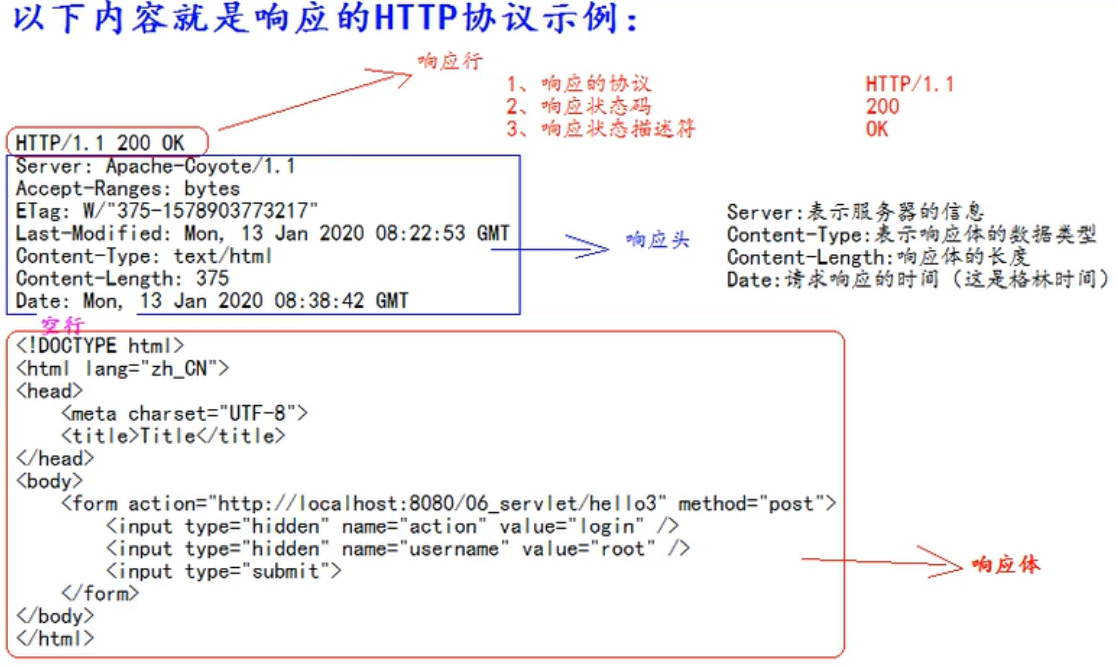 以下内容就是响应的HTTP协议示例：
响应行
1、响应的协议 HTTP/1.1
2、响应状态码 200
3、响应状态描述符 OK
HTTP/1.1 200 OK
Server: Apache-Coyote/1.1
Accept-Ranges: bytes
ETag: W/"375-1578903773217"
Last-Modified: Mon, 13 Jan 2020 08:22:53 GMT
Content-Type: text/html
Content-Length: 375
Date: Mon, 13 Jan 2020 08:38:42 GMT
响应头
Server:表示服务器的信息
Content-Type:表示响应体的数据类型
Content-Length:响应体的长度
Date:请求响应的时间（这是格林时间）
空行
<!DOCTYPE html>
<html lang="zh_CN">
<head>
    <meta charset="UTF-8">
    <title>Title</title>
</head>
<body>
    <form action="http://localhost:8080/06_servlet/hello3" method="post">
        <input type="hidden" name="action" value="login" />
        <input type="hidden" name="username" value="root" />
        <input type="submit">
    </form>
</body>
</html>
响应体